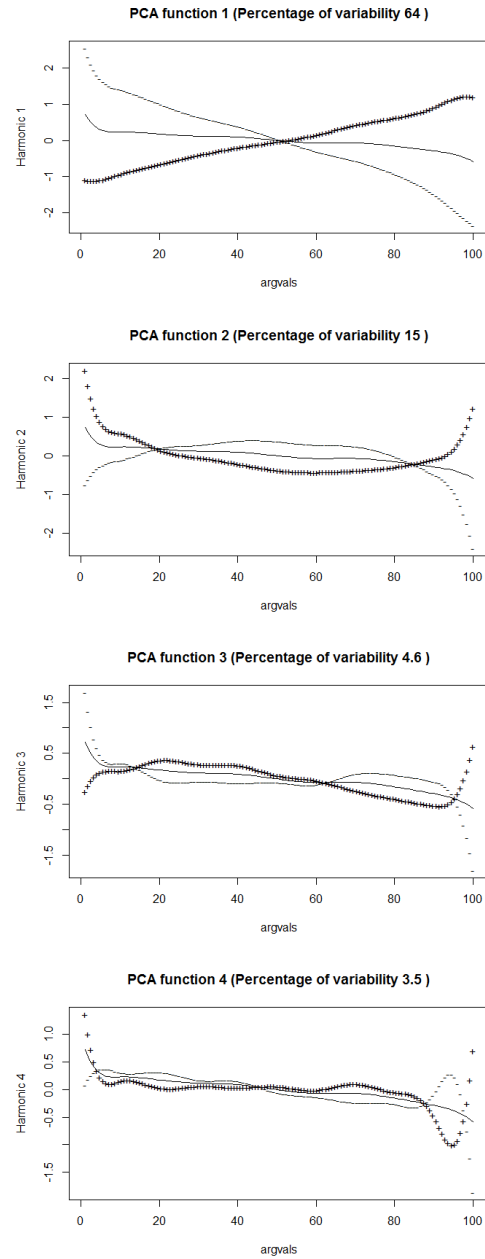 PCA function 1 (Percentage of variability 64 )
2
1
0
-1
-2
Harmonic 1
0 20 40 60 80 100
argvals
PCA function 2 (Percentage of variability 15 )
2
1
0
-1
-2
Harmonic 2
0 20 40 60 80 100
argvals
PCA function 3 (Percentage of variability 4.6 )
1.5
0.5
-0.5
-1.5
Harmonic 3
0 20 40 60 80 100
argvals
PCA function 4 (Percentage of variability 3.5 )
1.0
0.5
0.0
-0.5
-1.5
Harmonic 4
0 20 40 60 80 100
argvals